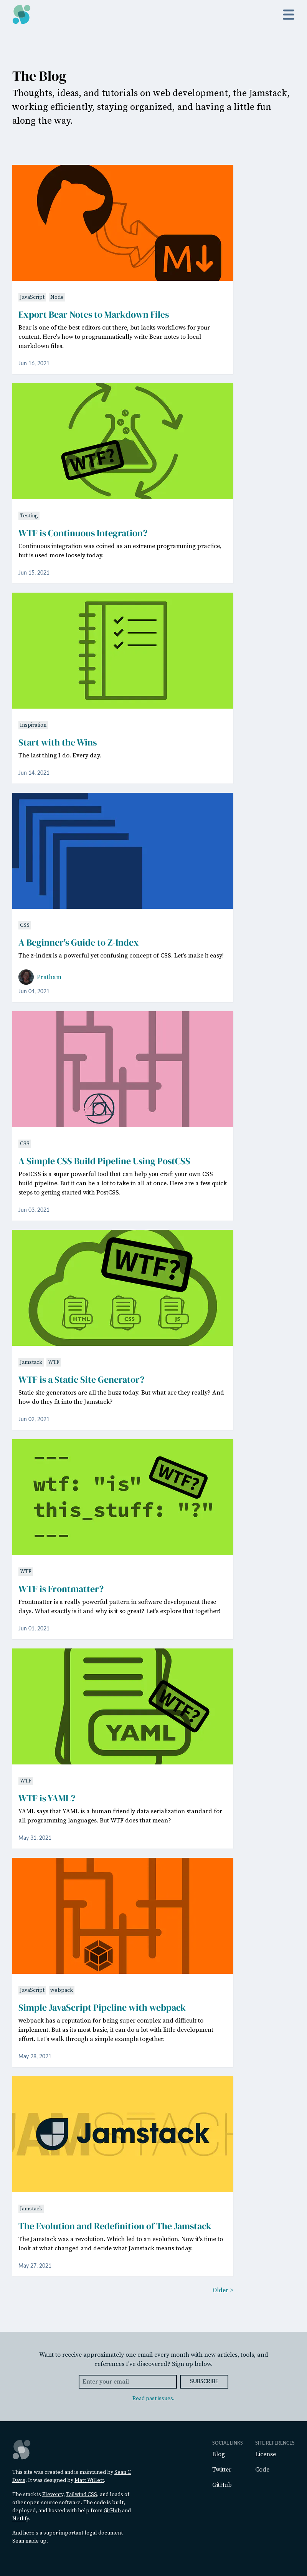 The Blog
Thoughts, ideas, and tutorials on web development, the Jamstack,
working efficiently, staying organized, and having a little fun
along the way.
M
JavaScript Node
Export Bear Notes to Markdown Files
Bear is one of the best editors out there, but lacks workflows for your
content. Here's how to programmatically write Bear notes to local
markdown files.
Jun 16, 2021
WTF?
Testing
WTF is Continuous Integration?
Continuous integration was coined as an extreme programming practice,
but is used more loosely today.
Jun 15, 2021
Inspiration
Start with the Wins
The last thing I do. Every day.
Jun 14, 2021
CSS
A Beginner's Guide to Z-Index
The z-index is a powerful yet confusing concept of CSS. Let's make it easy!
Pratham
Jun 04, 2021
CSS
A Simple CSS Build Pipeline Using PostCSS
PostCSS is a super powerful tool that can help you craft your own CSS
build pipeline. But it can be a lot to take in all at once. Here are a few quick
steps to getting started with PostCSS.
Jun 03, 2021
WTF?
HTML CSS JS
Jamstack WTF
WTF is a Static Site Generator?
Static site generators are all the buzz today. But what are they really? And
how do they fit into the Jamstack?
Jun 02, 2021
---
WTF?
wtf: "is"
this_stuff: "?"
---
WTF
WTF is Frontmatter?
Frontmatter is a really powerful pattern in software development these
days. What exactly is it and why is it so great? Let's explore that together!
Jun 01, 2021
WTF?
YAML
WTF
WTF is YAML?
YAML says that YAML is a human friendly data serialization standard for
all programming languages. But WTF does that mean?
May 31, 2021
JavaScript webpack
Simple JavaScript Pipeline with webpack
webpack has a reputation for being super complex and difficult to
implement. But as its most basic, it can do a lot with little development
effort. Let's walk through a simple example together.
May 28, 2021
JAMSTACK
Jamstack
Jamstack
The Evolution and Redefinition of The Jamstack
The Jamstack was a revolution. Which led to an evolution. Now it's time to
look at what changed and decide what Jamstack means today.
May 27, 2021
Older >
Want to receive approximately one email every month with new articles, tools, and
references I've discovered? Sign up below.
Enter your email SUBSCRIBE
Read past issues.
This site was created and is maintained by Sean C
Davis. It was designed by Matt Willett.
The stack is Eleventy, Tailwind CSS, and loads of
other open-source software. The code is built,
deployed, and hosted with help from GitHub and
Netlify.
And here's a super important legal document
Sean made up.
SOCIAL LINKS
Blog
Twitter
GitHub
SITE REFERENCES
License
Code